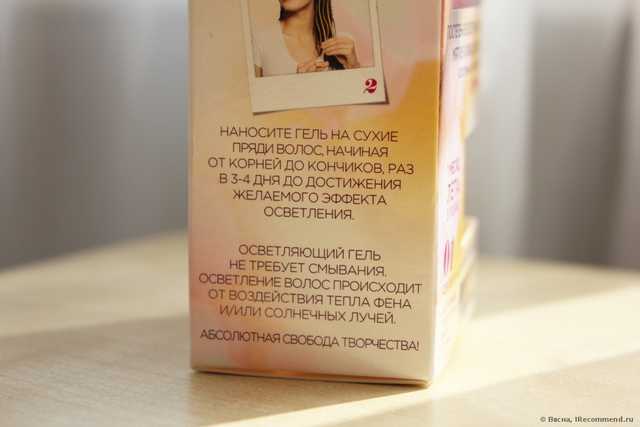 2
НАНОСИТЕ ГЕЛЬ НА СУХИЕ
ПРЯДИ ВОЛОС, НАЧИНАЯ
ОТ КОРНЕЙ ДО КОНЧИКОВ, РАЗ
В 3-4 ДНЯ ДО ДОСТИЖЕНИЯ
ЖЕЛАЕМОГО ЭФФЕКТА
ОСВЕТЛЕНИЯ.
ОСВЕТЛЯЮЩИЙ ГЕЛЬ
НЕ ТРЕБУЕТ СМЫВАНИЯ.
ОСВЕТЛЕНИЕ ВОЛОС ПРОИСХОДИТ
ОТ ВОЗДЕЙСТВИЯ ТЕПЛА ФЕНА
И/ИЛИ СОЛНЕЧНЫХ ЛУЧЕЙ.
АБСОЛЮТНАЯ СВОБОДА ТВОРЧЕСТВА!
© Висна, IRecommend.ru